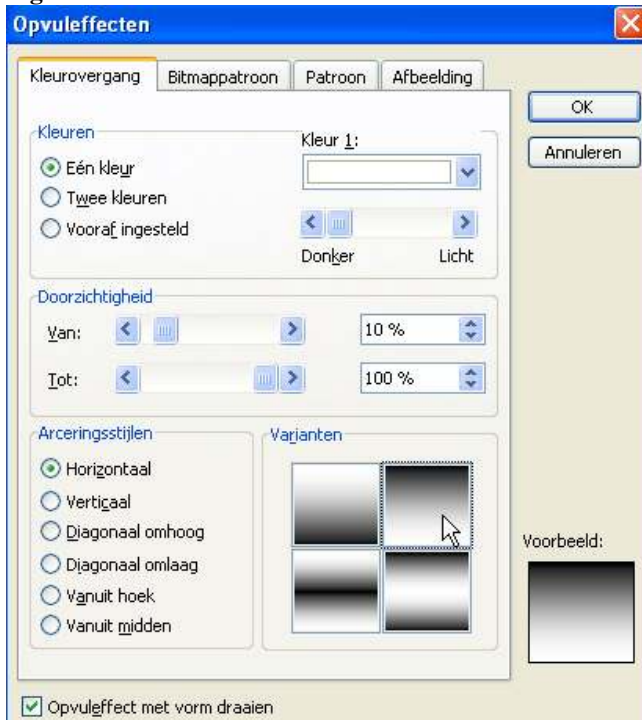 Opvuleffecten
Kleurovergang Bitmappatroon Patroon Afbeelding
OK
Annuleren
Kleuren
Eén kleur
Twee kleuren
Vooraf ingesteld
Kleur 1:
Donker Licht
Doorzichtigheid
Van: 10 %
Tot: 100 %
Arceringsstijlen
Horizontaal
Verticaal
Diagonaal omhoog
Diagonaal omlaag
Vanuit hoek
Vanuit midden
Varianten
Voorbeeld:
Opvuleffect met vorm draaien